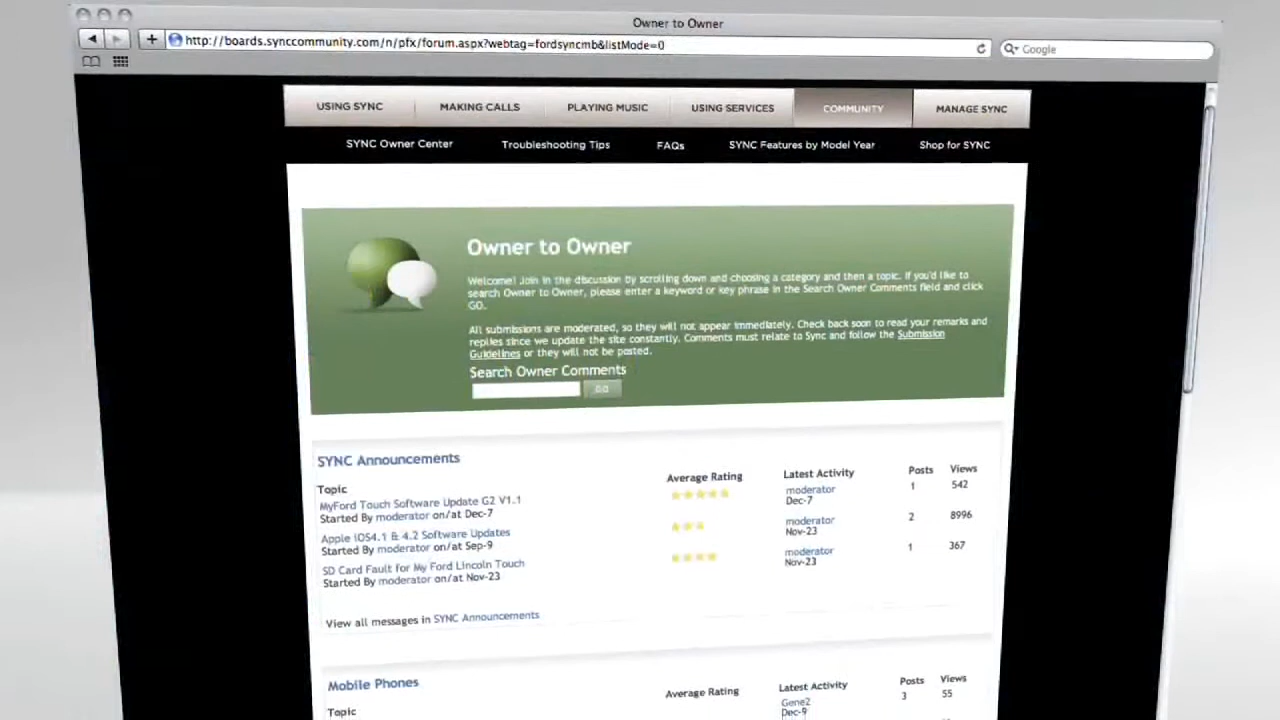 Owner to Owner
http://boards.synccommunity.com/n/pfx/forum.aspx?webtag=fordsyncmb&listMode=0
Google
USING SYNC
MAKING CALLS
PLAYING MUSIC
USING SERVICES
COMMUNITY
MANAGE SYNC
SYNC Owner Center
Troubleshooting Tips
FAQs
SYNC Features by Model Year
Shop for SYNC
Owner to Owner
Welcome! Join in the discussion by scrolling down and choosing a category and then a topic. If you'd like to
search Owner to Owner, please enter a keyword or key phrase in the Search Owner Comments field and click
GO.
All submissions are moderated, so they will not appear immediately. Check back soon to read your remarks and
replies since we update the site constantly. Comments must relate to Sync and follow the Submission
Guidelines or they will not be posted.
Search Owner Comments
GO
SYNC Announcements
Topic
Average Rating
Latest Activity
Posts
Views
MyFord Touch Software Update G2 V1.1
Started By moderator on/at Dec-7
moderator
Dec-7
1
542
Apple iOS4.1 & 4.2 Software Updates
Started By moderator on/at Sep-9
moderator
Nov-23
2
8996
SD Card Fault for My Ford Lincoln Touch
Started By moderator on/at Nov-23
moderator
Nov-23
1
367
View all messages in SYNC Announcements
Mobile Phones
Topic
Average Rating
Latest Activity
Posts
Views
Gene2
Dec-9
3
55